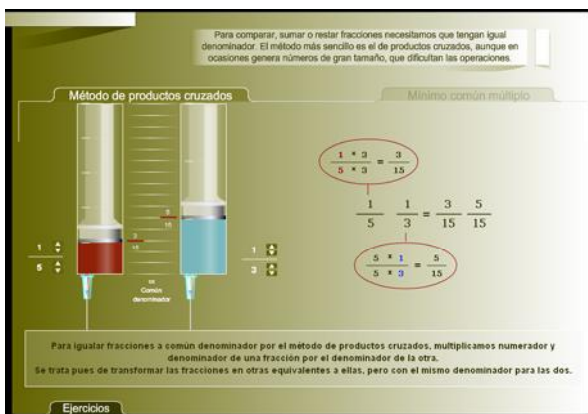 Para comparar, sumar o restar fracciones necesitamos que tengan igual
denominador. El método más sencillo es el de productos cruzados, aunque en
ocasiones genera números de gran tamaño, que dificultan las operaciones.
Método de productos cruzados
Mínimo común múltiplo
1 * 3 / 5 * 3 = 3 / 15
1 / 5 1 / 3 = 3 / 15 5 / 15
5 * 1 / 5 * 3 = 5 / 15
5 / 15
3 / 15
1 / 5
1 / 3
Común
denominador
Para igualar fracciones a común denominador por el método de productos cruzados, multiplicamos numerador y
denominador de una fracción por el denominador de la otra.
Se trata pues de transformar las fracciones en otras equivalentes a ellas, pero con el mismo denominador para las dos.
Ejercicios